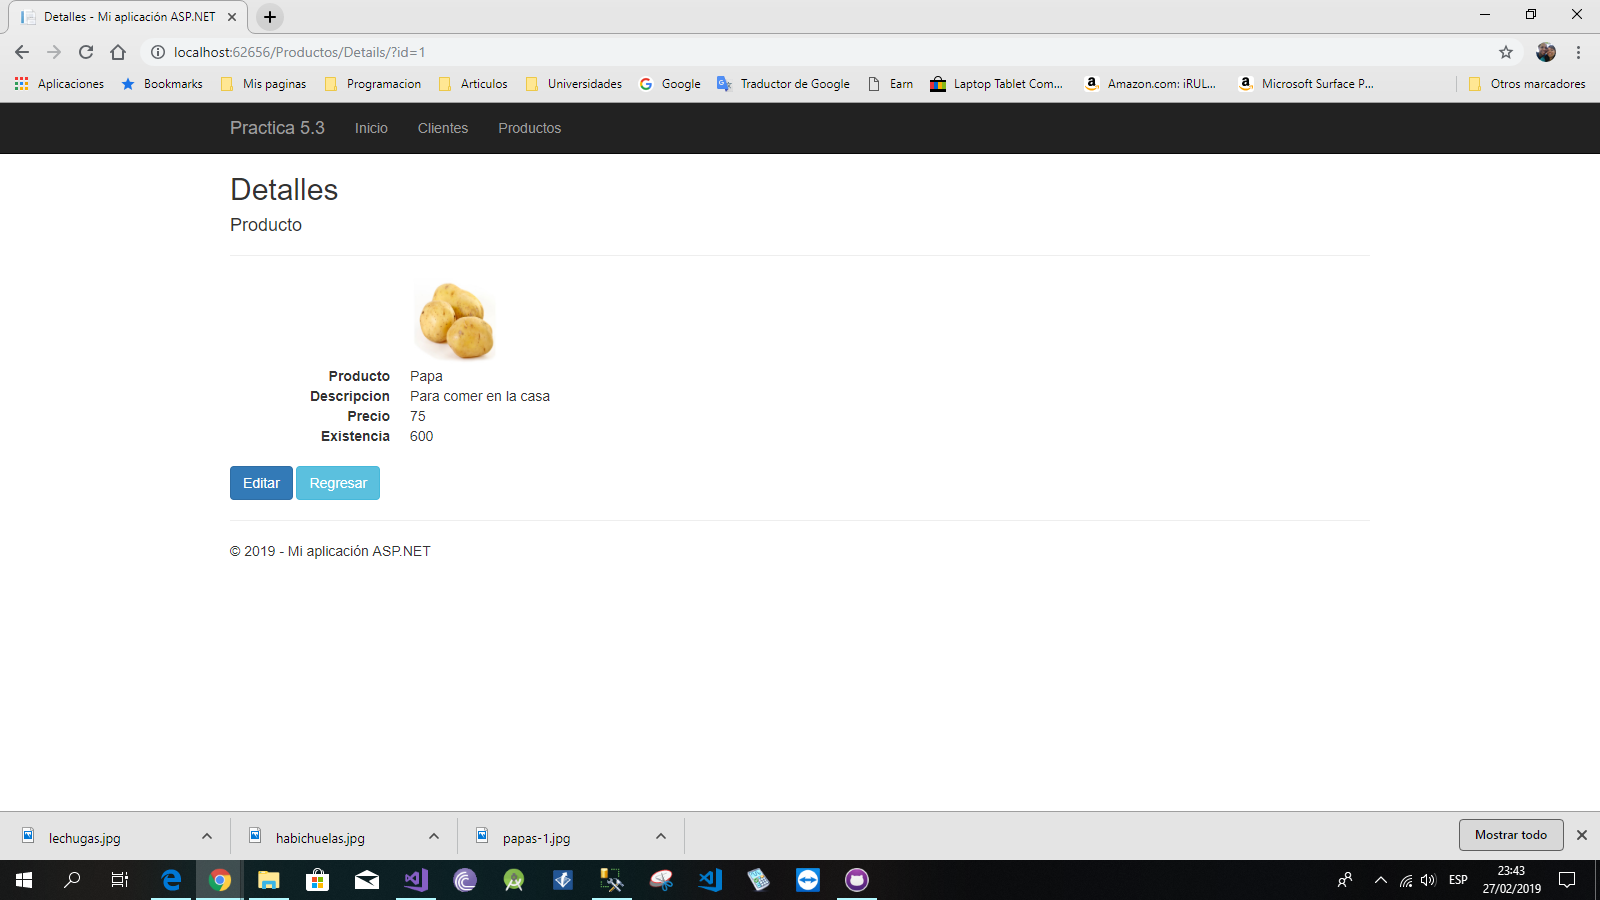 Detalles - Mi aplicación ASP.NET
localhost:62656/Productos/Details/?id=1
Aplicaciones Bookmarks Mis paginas Programacion Articulos Universidades Google Traductor de Google Earn Laptop Tablet Com... Amazon.com: iRUL... Microsoft Surface P... Otros marcadores
Practica 5.3 Inicio Clientes Productos
Detalles
Producto
Producto Papa
Descripcion Para comer en la casa
Precio 75
Existencia 600
Editar Regresar
© 2019 - Mi aplicación ASP.NET
lechugas.jpg habichuelas.jpg papas-1.jpg Mostrar todo
ESP 23:43
27/02/2019